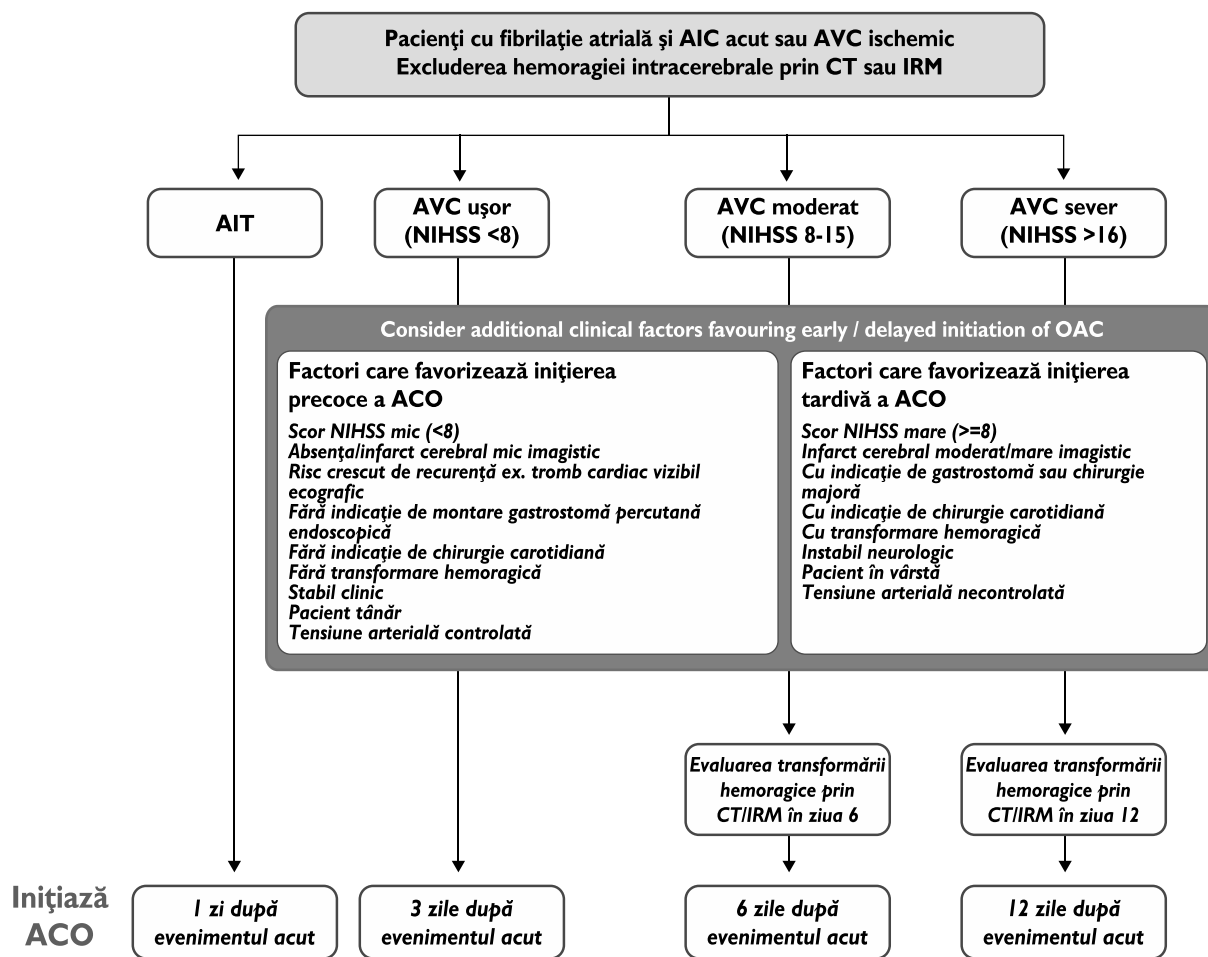 Pacienţi cu fibrilaţie atrială şi AIC acut sau AVC ischemic
Excluderea hemoragiei intracerebrale prin CT sau IRM
AIT
AVC uşor
(NIHSS <8)
AVC moderat
(NIHSS 8-15)
AVC sever
(NIHSS >16)
Consider additional clinical factors favouring early / delayed initiation of OAC
Factori care favorizează iniţierea
precoce a ACO
Scor NIHSS mic (<8)
Absenţa/infarct cerebral mic imagistic
Risc crescut de recurenţă ex. tromb cardiac vizibil
ecografic
Fără indicaţie de montare gastrostomă percutană
endoscopică
Fără indicaţie de chirurgie carotidiană
Fără transformare hemoragică
Stabil clinic
Pacient tânăr
Tensiune arterială controlată
Factori care favorizează iniţierea
tardivă a ACO
Scor NIHSS mare (>=8)
Infarct cerebral moderat/mare imagistic
Cu indicaţie de gastrostomă sau chirurgie
majoră
Cu indicaţie de chirurgie carotidiană
Cu transformare hemoragică
Instabil neurologic
Pacient în vârstă
Tensiune arterială necontrolată
Evaluarea transformării
hemoragice prin
CT/IRM în ziua 6
Evaluarea transformării
hemoragice prin
CT/IRM în ziua 12
Iniţiază
ACO
1 zi după
evenimentul acut
3 zile după
evenimentul acut
6 zile după
evenimentul acut
12 zile după
evenimentul acut